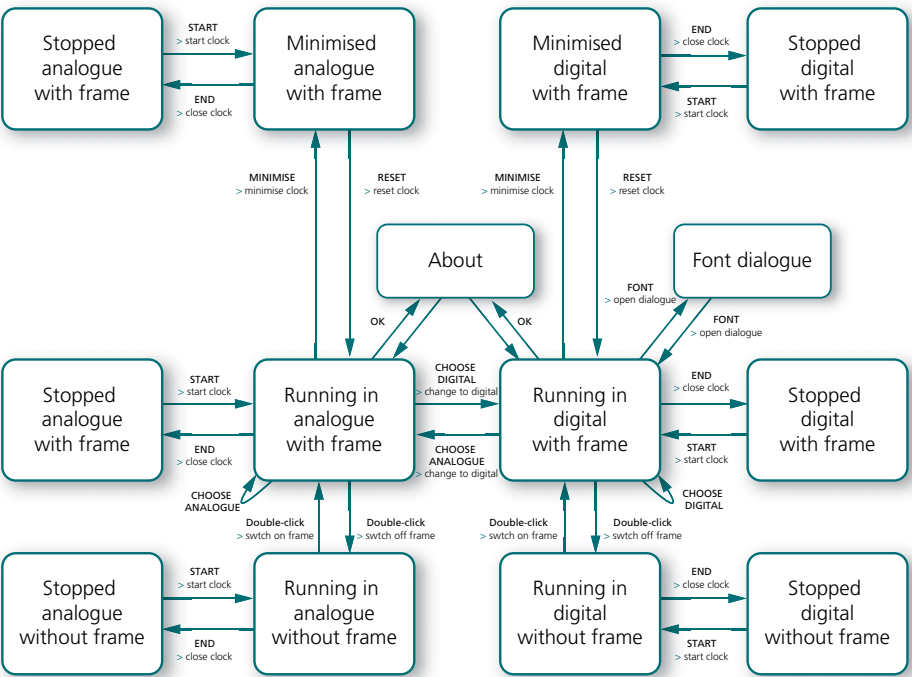 Stopped
analogue
with frame
START
> start clock
END
> close clock
Minimised
analogue
with frame
Minimised
digital
with frame
END
> close clock
START
> start clock
Stopped
digital
with frame
MINIMISE
> minimise clock
RESET
> reset clock
MINIMISE
> minimise clock
RESET
> reset clock
About
Font dialogue
OK
OK
FONT
> open dialogue
FONT
> open dialogue
Stopped
analogue
with frame
START
> start clock
END
> close clock
Running in
analogue
with frame
CHOOSE
DIGITAL
> change to digital
CHOOSE
ANALOGUE
> change to digital
Running in
digital
with frame
END
> close clock
START
> start clock
Stopped
digital
with frame
CHOOSE
ANALOGUE
CHOOSE
DIGITAL
Double-click
> swtch on frame
Double-click
> swtch off frame
Double-click
> swtch on frame
Double-click
> swtch off frame
Stopped
analogue
without frame
START
> start clock
END
> close clock
Running in
analogue
without frame
Running in
digital
without frame
END
> close clock
START
> start clock
Stopped
digital
without frame